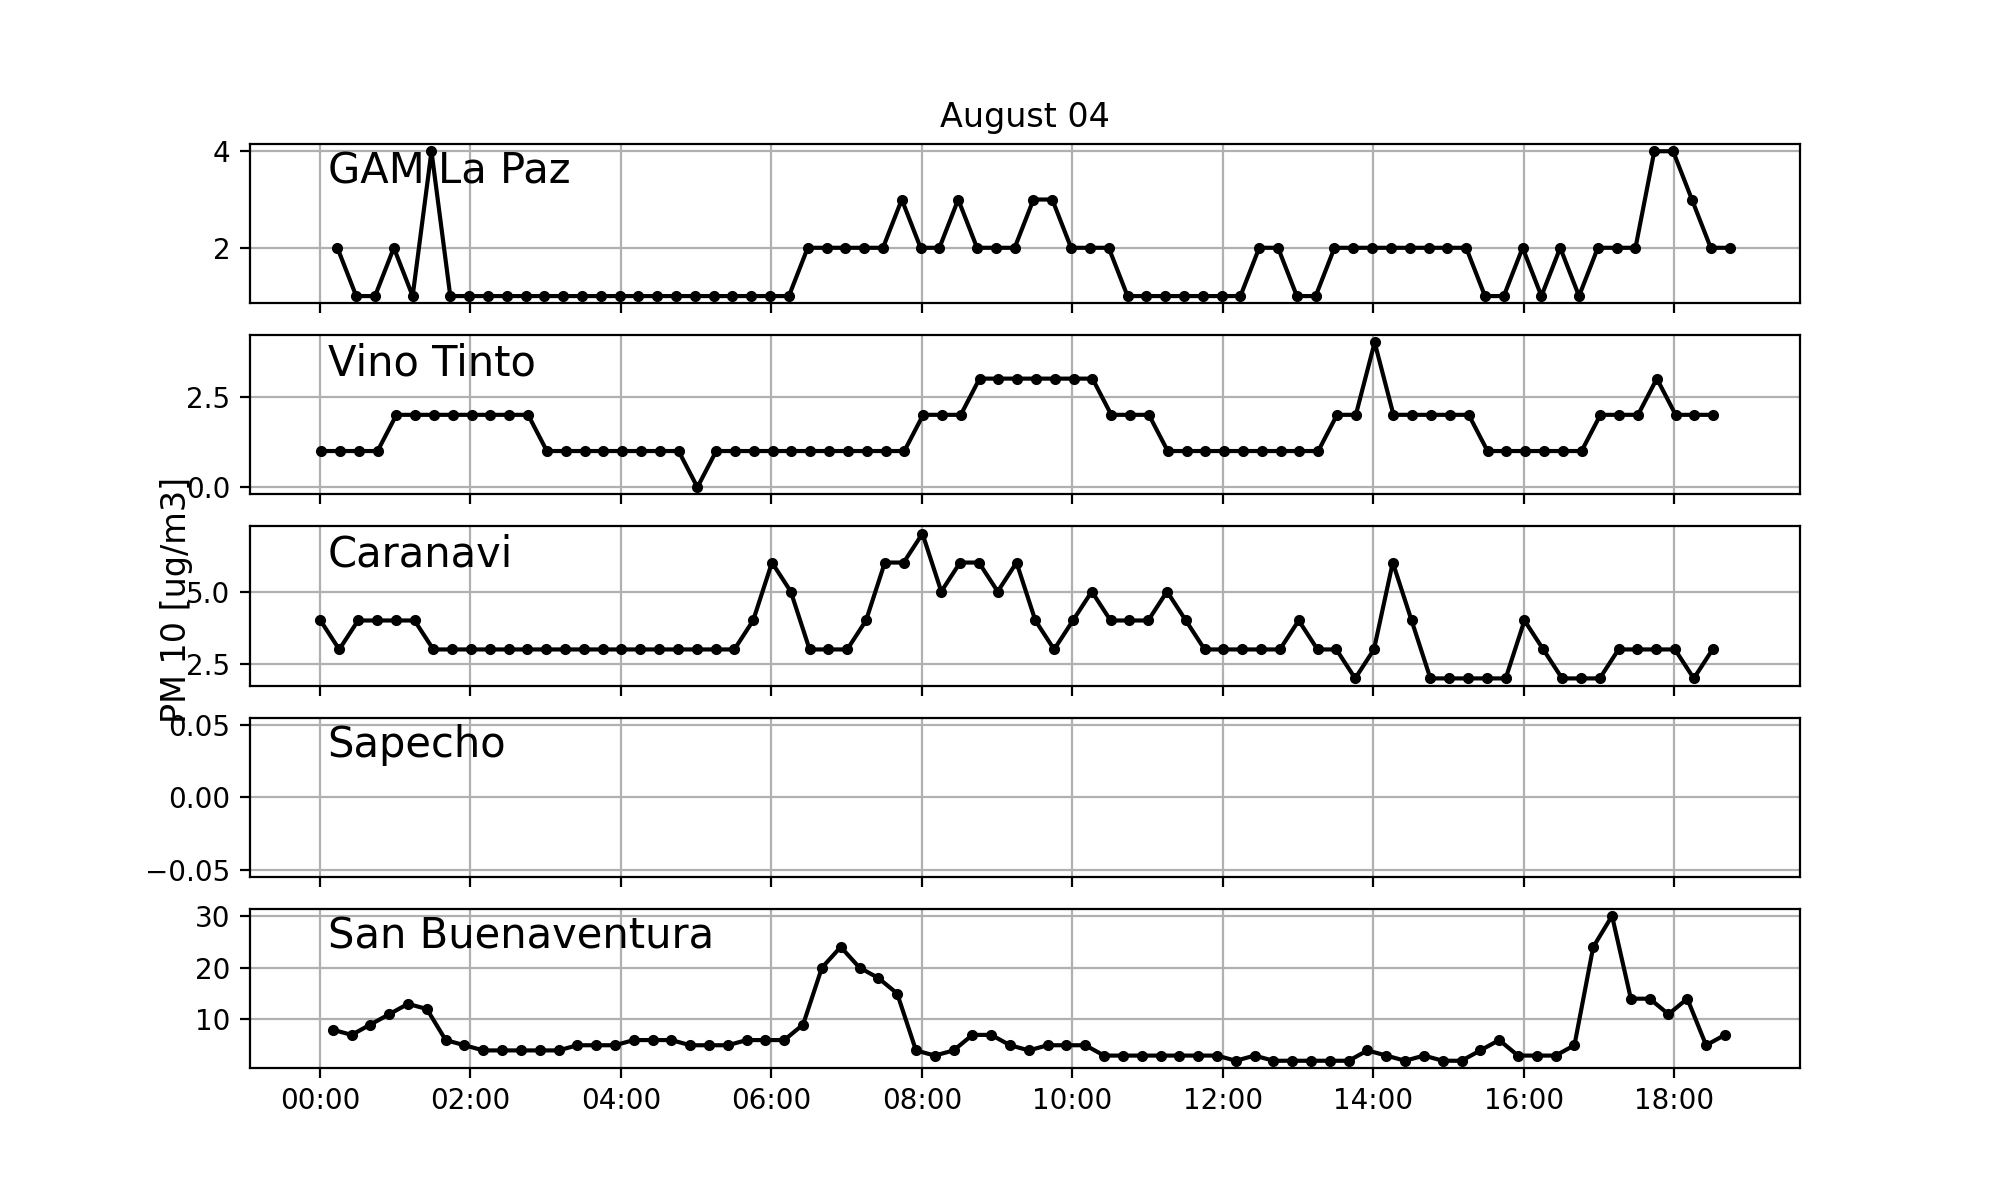 August 04
PM 10 [ug/m3]
GAM La Paz
4
2
Vino Tinto
2.5
0.0
Caranavi
5.0
2.5
Sapecho
0.05
0.00
−0.05
San Buenaventura
30
20
10
00:00 02:00 04:00 06:00 08:00 10:00 12:00 14:00 16:00 18:00